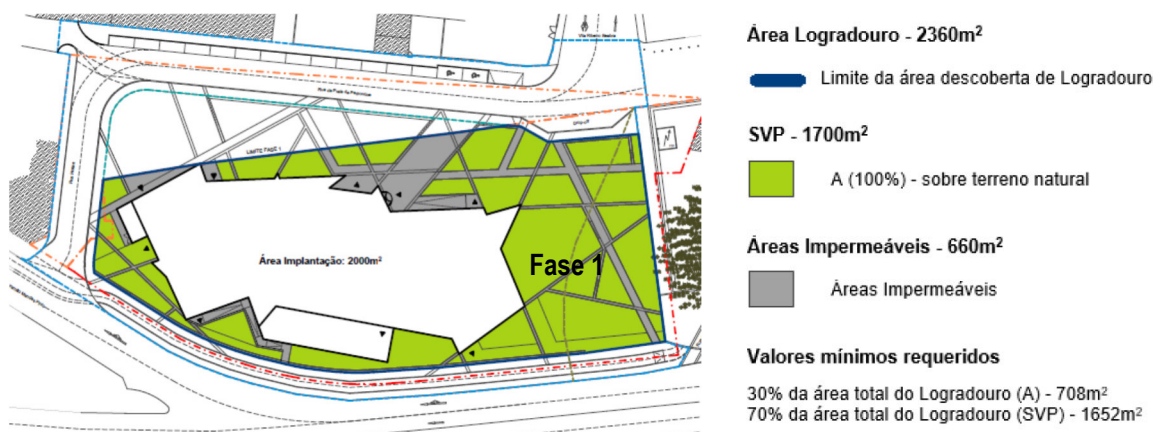 LIMITE FASE 1
Área Implantação: 2000m²
Fase 1
Área Logradouro - 2360m²
Limite da área descoberta de Logradouro
SVP - 1700m²
A (100%) - sobre terreno natural
Áreas Impermeáveis - 660m²
Áreas Impermeáveis
Valores mínimos requeridos
30% da área total do Logradouro (A) - 708m²
70% da área total do Logradouro (SVP) - 1652m²